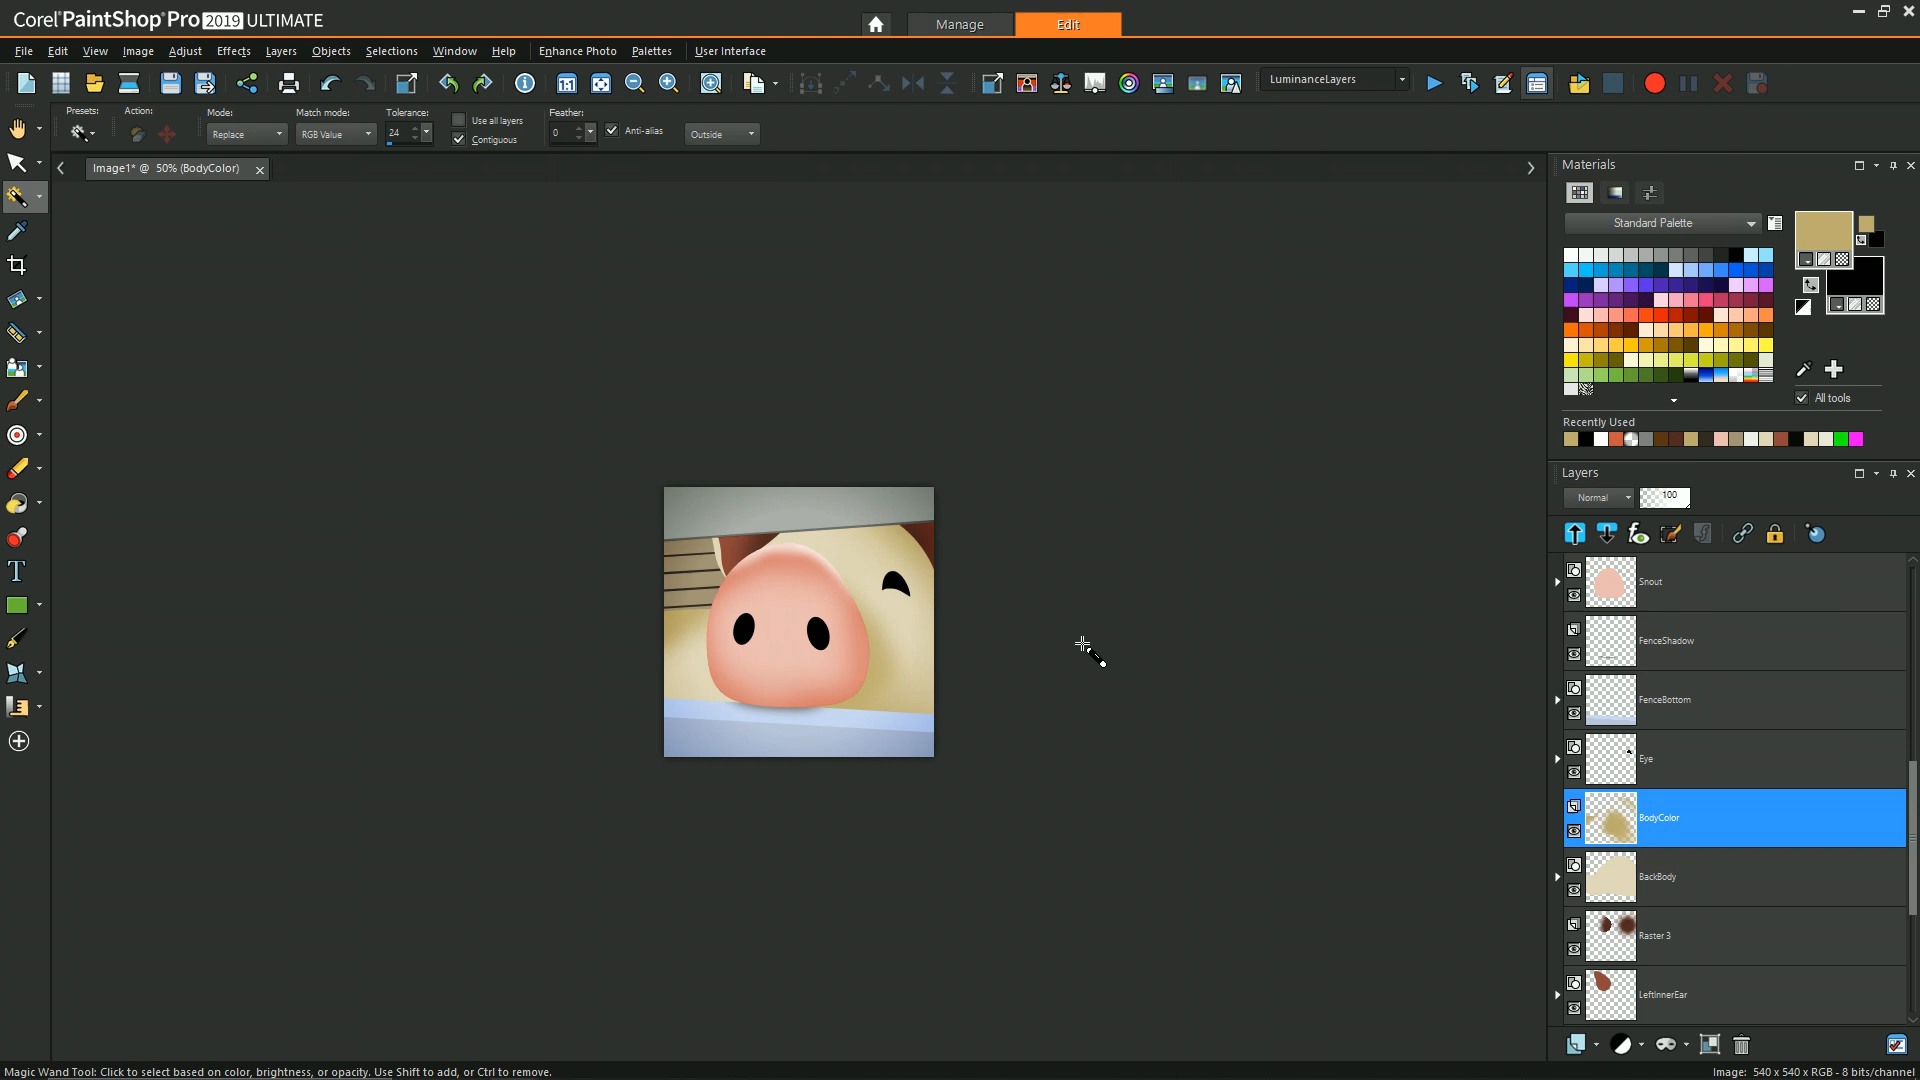 Corel PaintShop Pro 2019 ULTIMATE
Manage
Edit
File Edit View Image Adjust Effects Layers Objects Selections Window Help Enhance Photo Palettes User Interface
1:1
LuminanceLayers
Presets: Action: Mode: Match mode: Tolerance: Feather:
Replace RGB Value 24 Use all layers 0 Anti-alias Outside
Contiguous
Image1* @ 50% (BodyColor)
Materials
Standard Palette
All tools
Recently Used
Layers
Normal 100
Snout
FenceShadow
FenceBottom
Eye
BodyColor
BackBody
Raster 3
LeftInnerEar
Magic Wand Tool: Click to select based on color, brightness, or opacity. Use Shift to add, or Ctrl to remove.
Image: 540 x 540 x RGB - 8 bits/channel